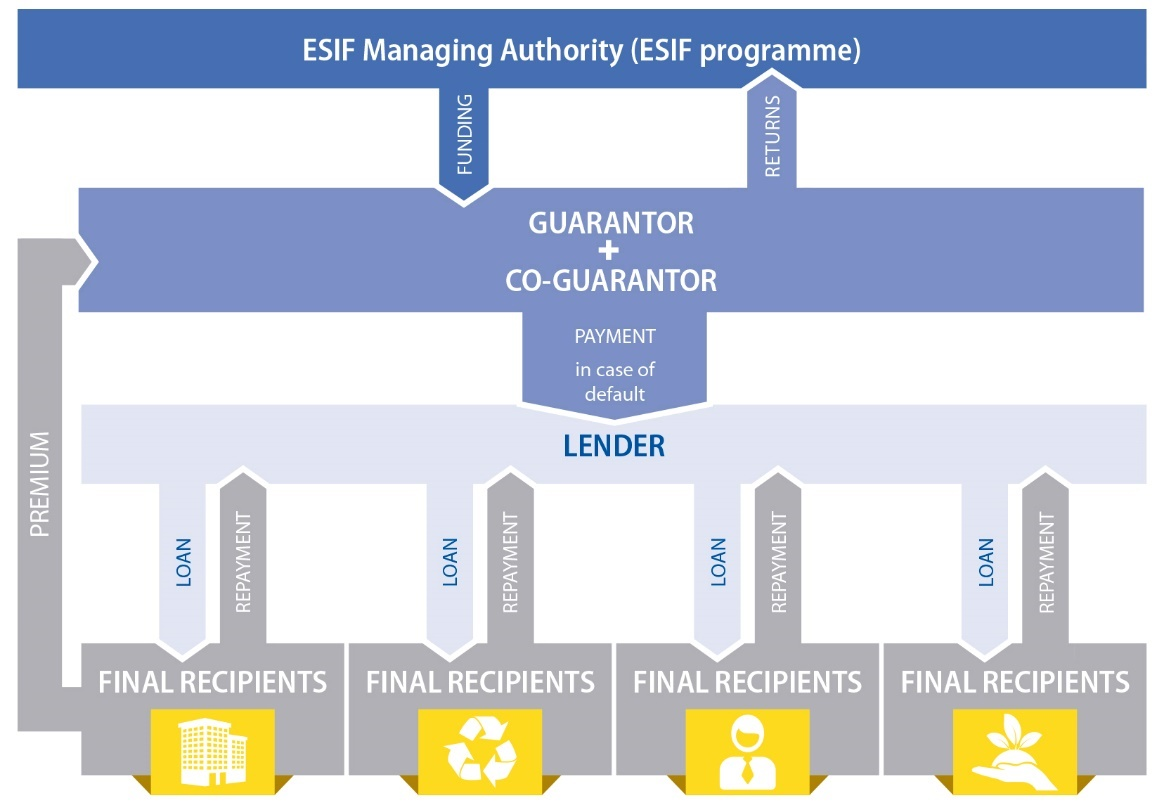 ESIF Managing Authority (ESIF programme)
FUNDING
RETURNS
GUARANTOR
+
CO-GUARANTOR
PAYMENT
in case of
default
LENDER
PREMIUM
LOAN
REPAYMENT
LOAN
REPAYMENT
LOAN
REPAYMENT
LOAN
REPAYMENT
FINAL RECIPIENTS
FINAL RECIPIENTS
FINAL RECIPIENTS
FINAL RECIPIENTS